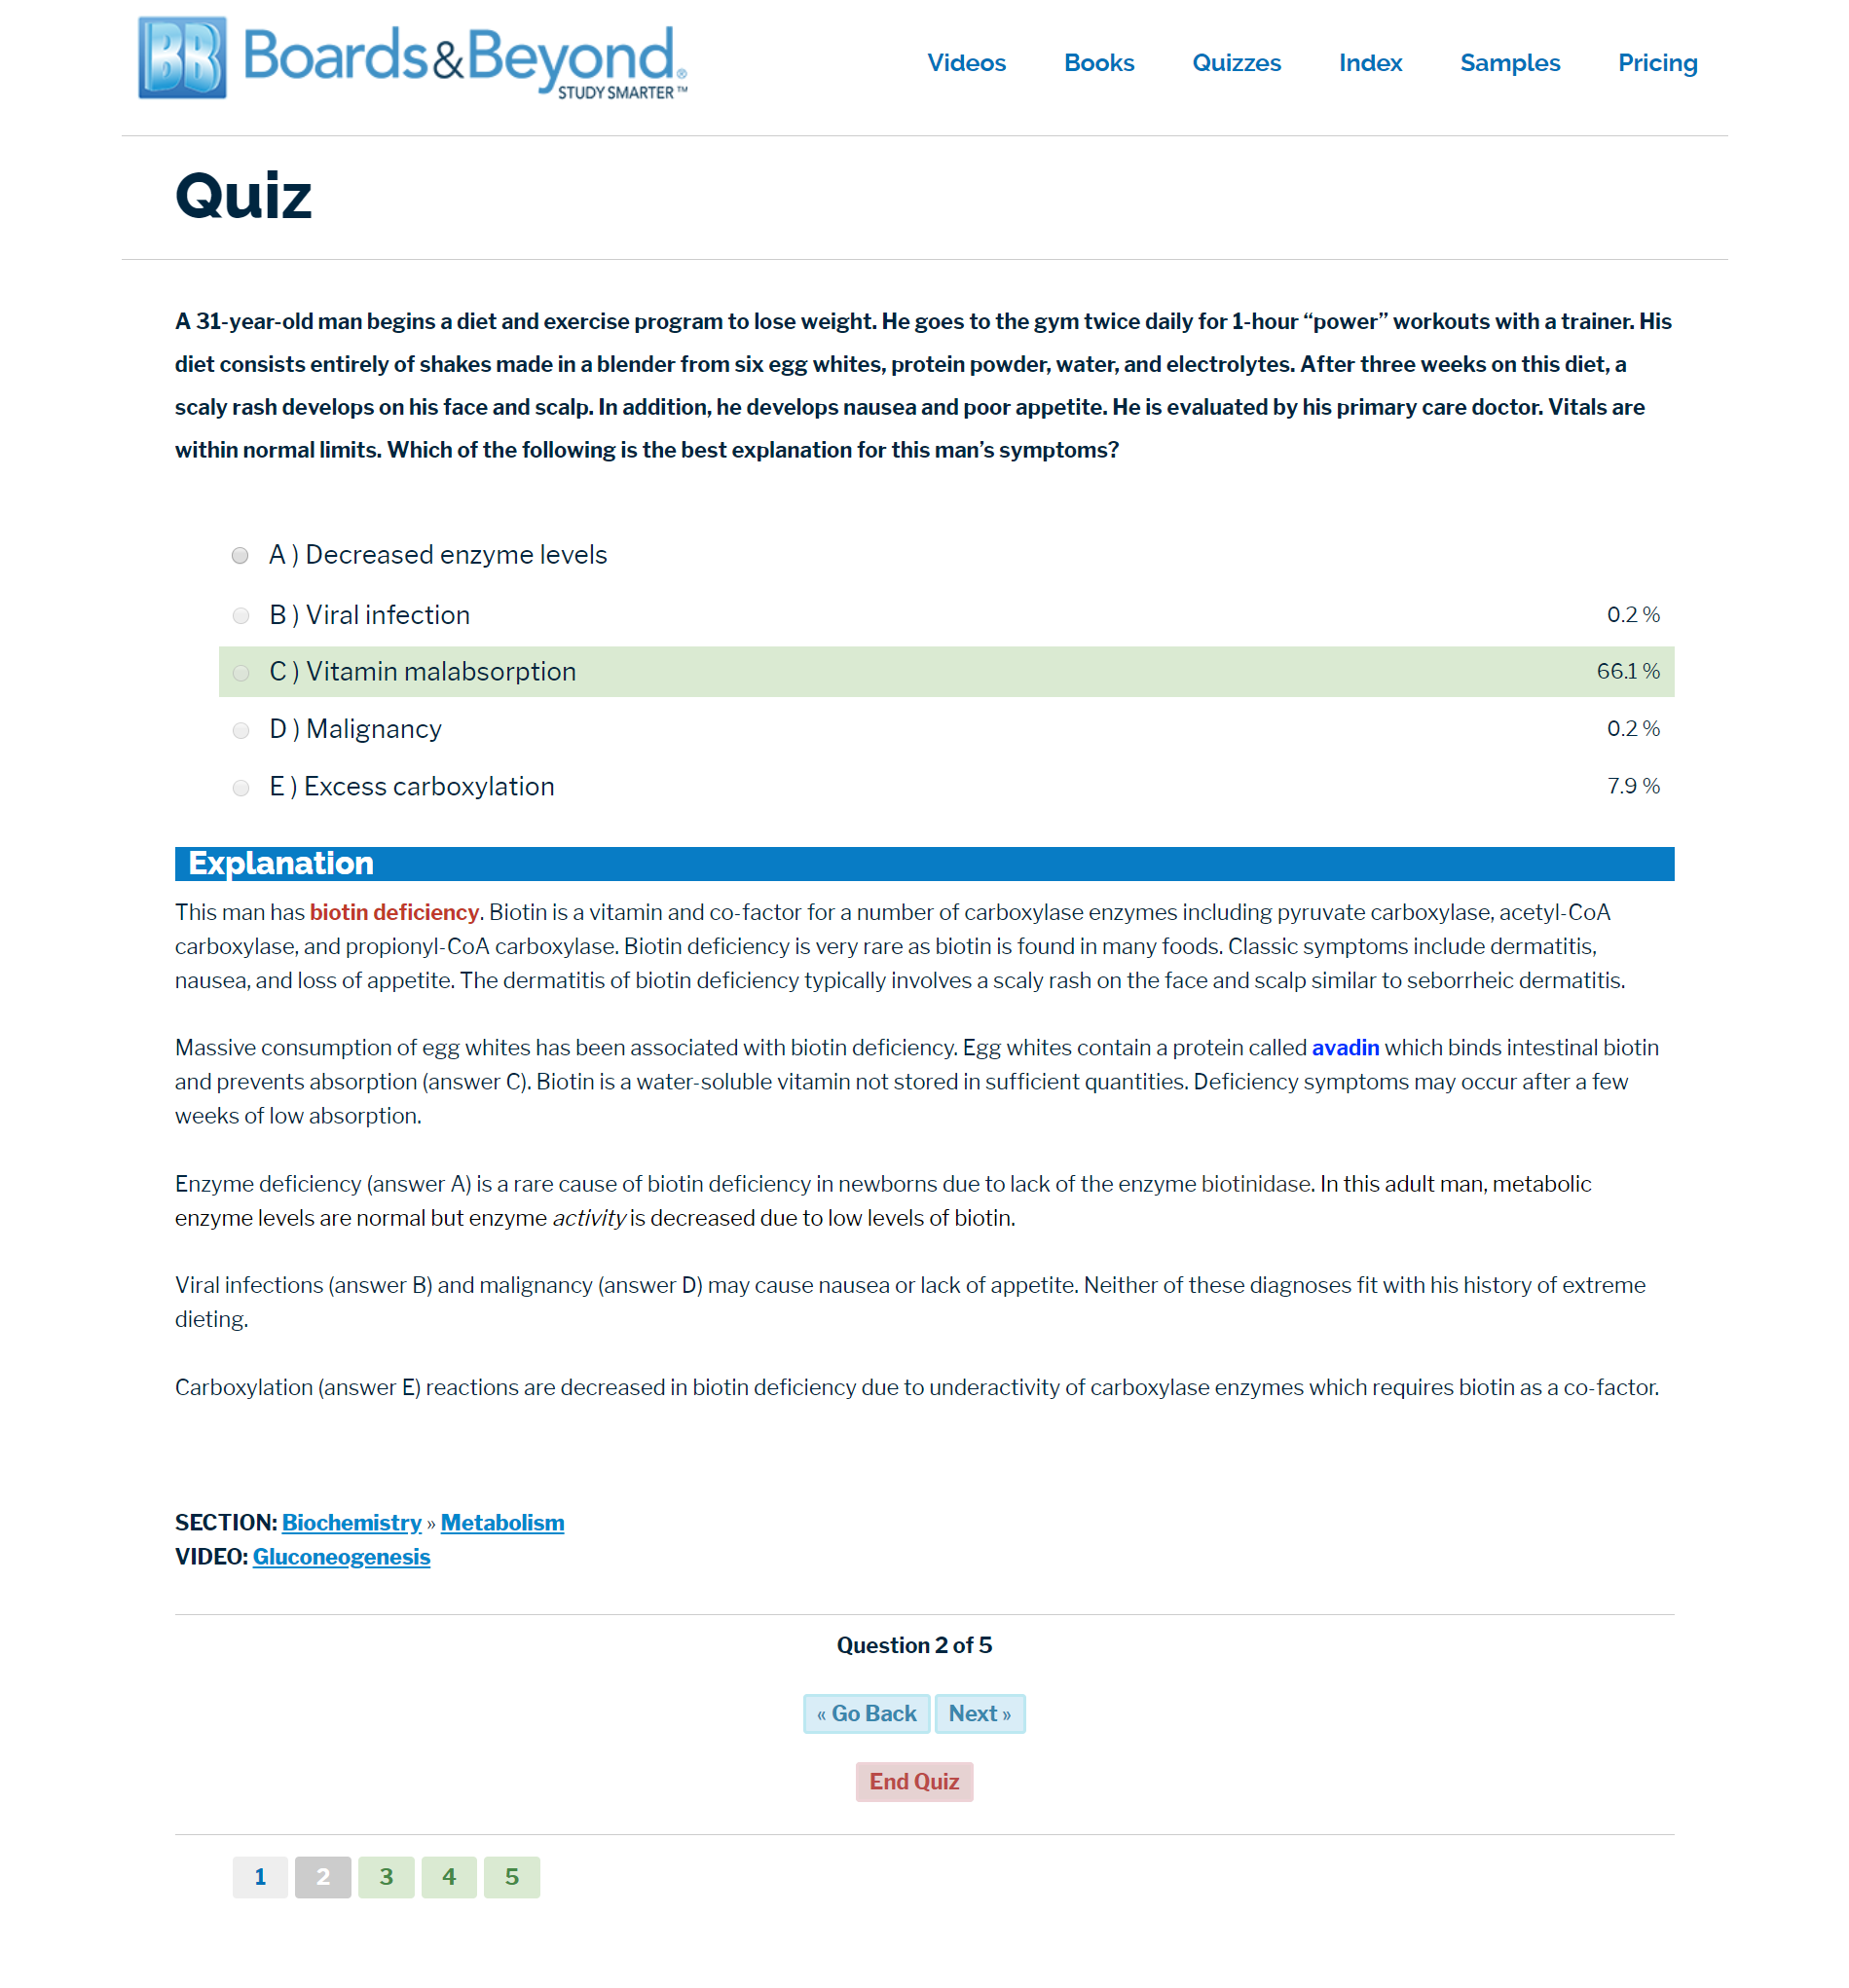 BB Boards&Beyond®
STUDY SMARTER™
Videos Books Quizzes Index Samples Pricing
Quiz
A 31-year-old man begins a diet and exercise program to lose weight. He goes to the gym twice daily for 1-hour “power” workouts with a trainer. His
diet consists entirely of shakes made in a blender from six egg whites, protein powder, water, and electrolytes. After three weeks on this diet, a
scaly rash develops on his face and scalp. In addition, he develops nausea and poor appetite. He is evaluated by his primary care doctor. Vitals are
within normal limits. Which of the following is the best explanation for this man’s symptoms?
A ) Decreased enzyme levels
B ) Viral infection 0.2 %
C ) Vitamin malabsorption 66.1 %
D ) Malignancy 0.2 %
E ) Excess carboxylation 7.9 %
Explanation
This man has biotin deficiency. Biotin is a vitamin and co-factor for a number of carboxylase enzymes including pyruvate carboxylase, acetyl-CoA
carboxylase, and propionyl-CoA carboxylase. Biotin deficiency is very rare as biotin is found in many foods. Classic symptoms include dermatitis,
nausea, and loss of appetite. The dermatitis of biotin deficiency typically involves a scaly rash on the face and scalp similar to seborrheic dermatitis.
Massive consumption of egg whites has been associated with biotin deficiency. Egg whites contain a protein called avadin which binds intestinal biotin
and prevents absorption (answer C). Biotin is a water-soluble vitamin not stored in sufficient quantities. Deficiency symptoms may occur after a few
weeks of low absorption.
Enzyme deficiency (answer A) is a rare cause of biotin deficiency in newborns due to lack of the enzyme biotinidase. In this adult man, metabolic
enzyme levels are normal but enzyme activity is decreased due to low levels of biotin.
Viral infections (answer B) and malignancy (answer D) may cause nausea or lack of appetite. Neither of these diagnoses fit with his history of extreme
dieting.
Carboxylation (answer E) reactions are decreased in biotin deficiency due to underactivity of carboxylase enzymes which requires biotin as a co-factor.
SECTION: Biochemistry » Metabolism
VIDEO: Gluconeogenesis
Question 2 of 5
« Go Back Next »
End Quiz
1 2 3 4 5